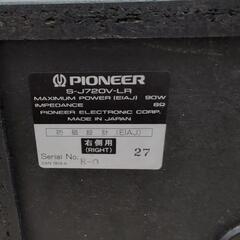 PIONEER
S-J720V-LR
MAXIMUM POWER (EIAJ) 90W
IMPEDANCE 8Ω
PIONEER ELECTRONIC CORP.
MADE IN JAPAN
防磁設計(EIAJ)
右側用
(RIGHT)
27
Serial No.